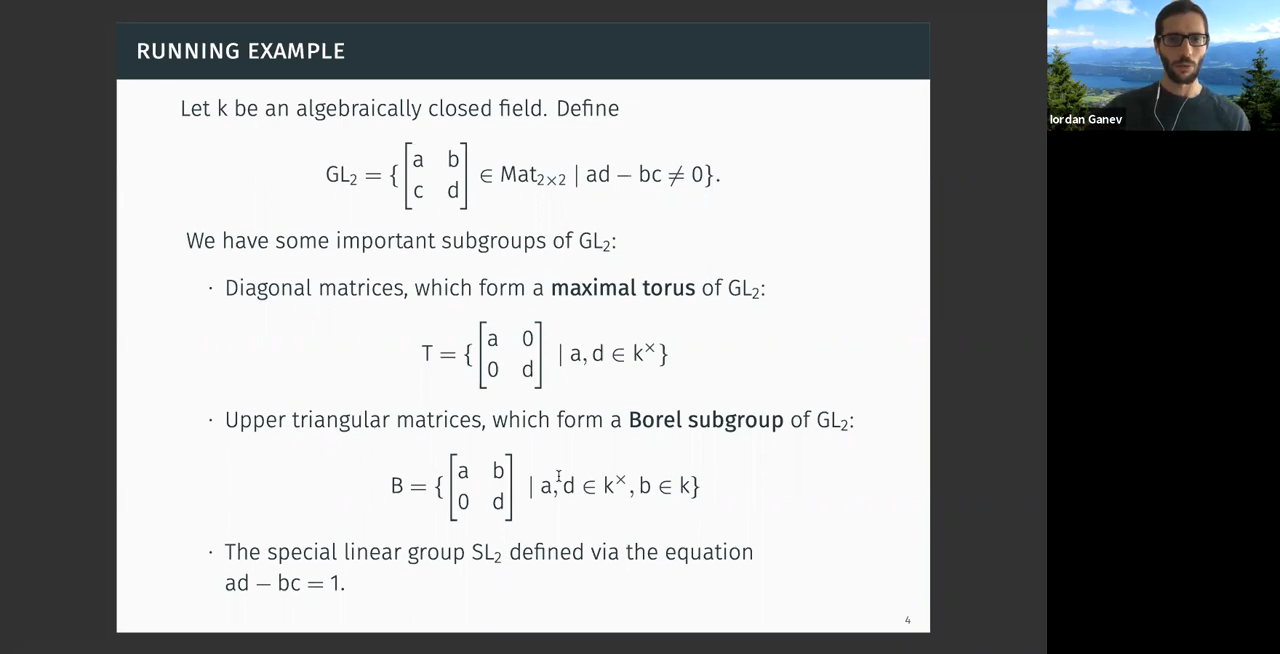 RUNNING EXAMPLE
Let k be an algebraically closed field. Define
GL₂ = {[a b; c d] ∈ Mat₂ₓ₂ | ad − bc ≠ 0}.
We have some important subgroups of GL₂:
· Diagonal matrices, which form a maximal torus of GL₂:
T = {[a 0; 0 d] | a, d ∈ k×}
· Upper triangular matrices, which form a Borel subgroup of GL₂:
B = {[a b; 0 d] | a, d ∈ k×, b ∈ k}
· The special linear group SL₂ defined via the equation
ad − bc = 1.
4
Iordan Ganev